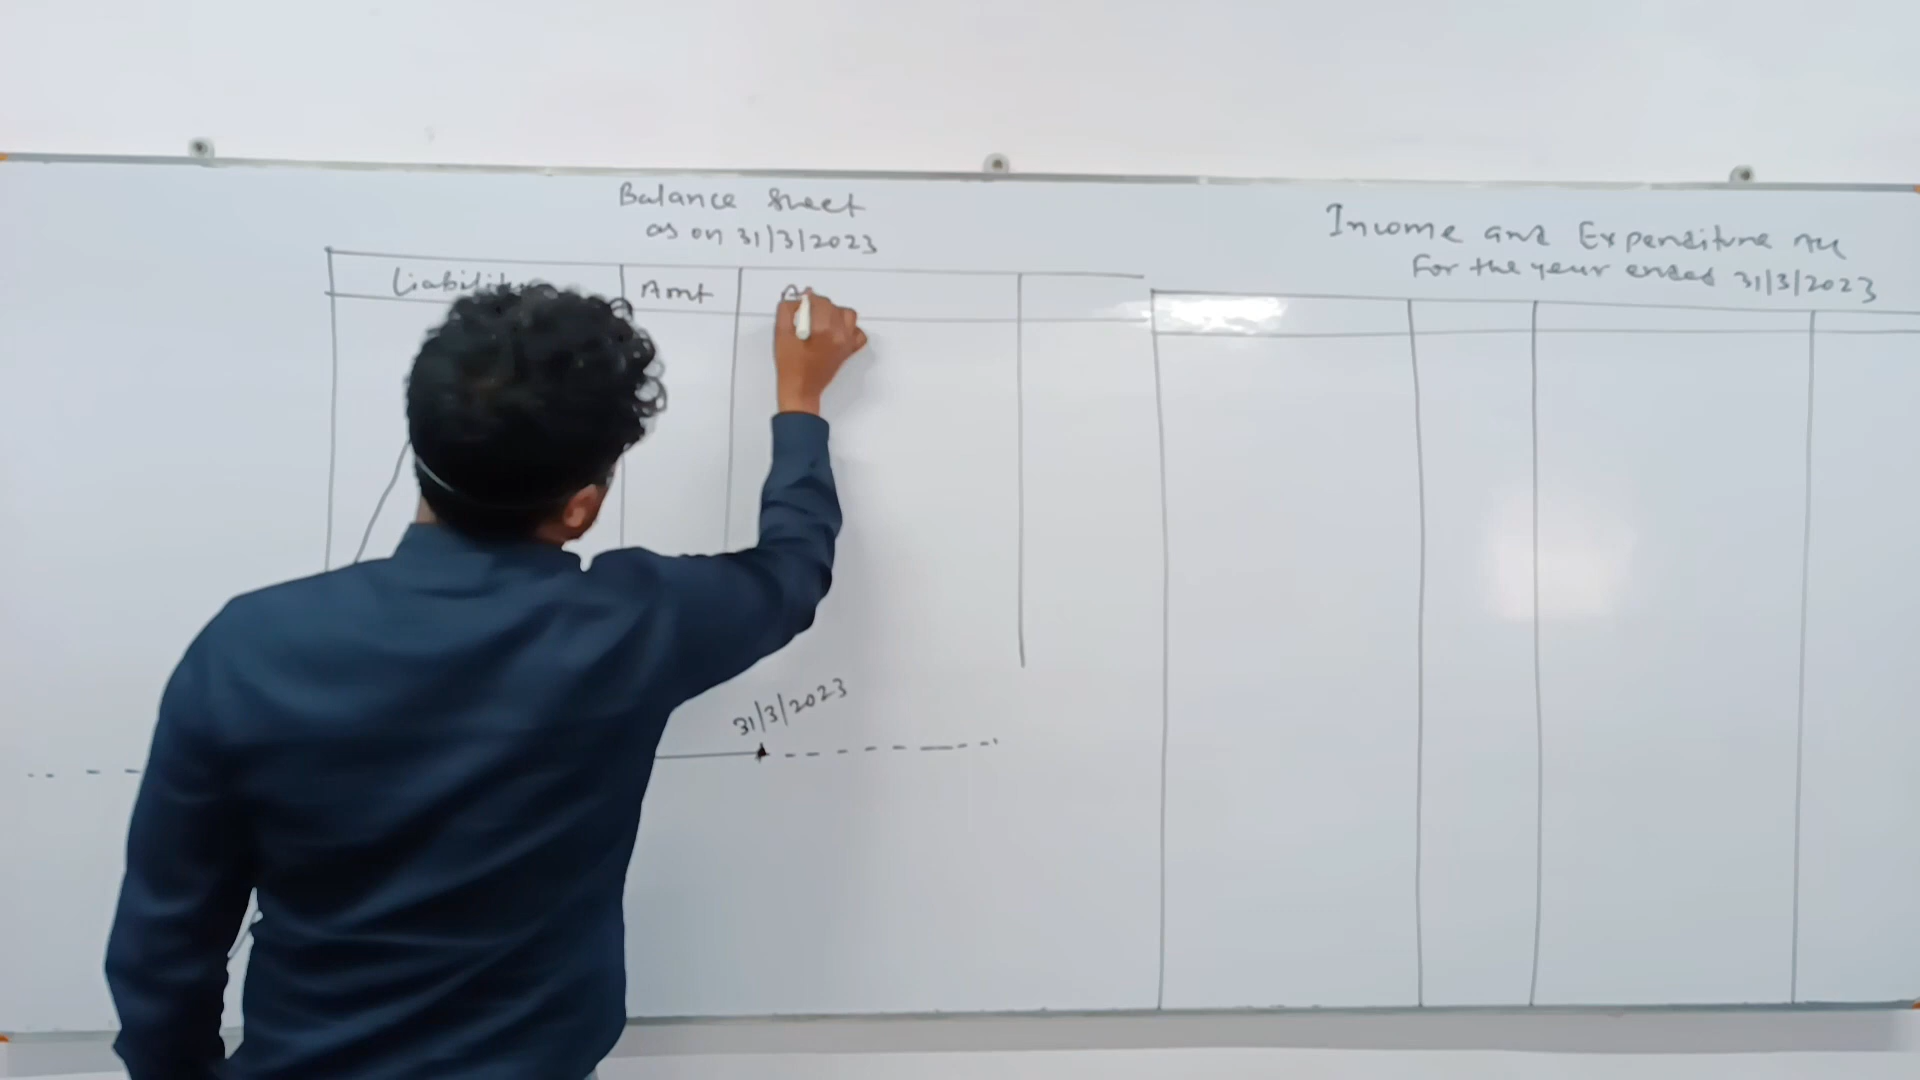 Balance Sheet
as on 31/3/2023
Amt
31/3/2023
Income and Expenditure A/c
For the year ended 31/3/2023